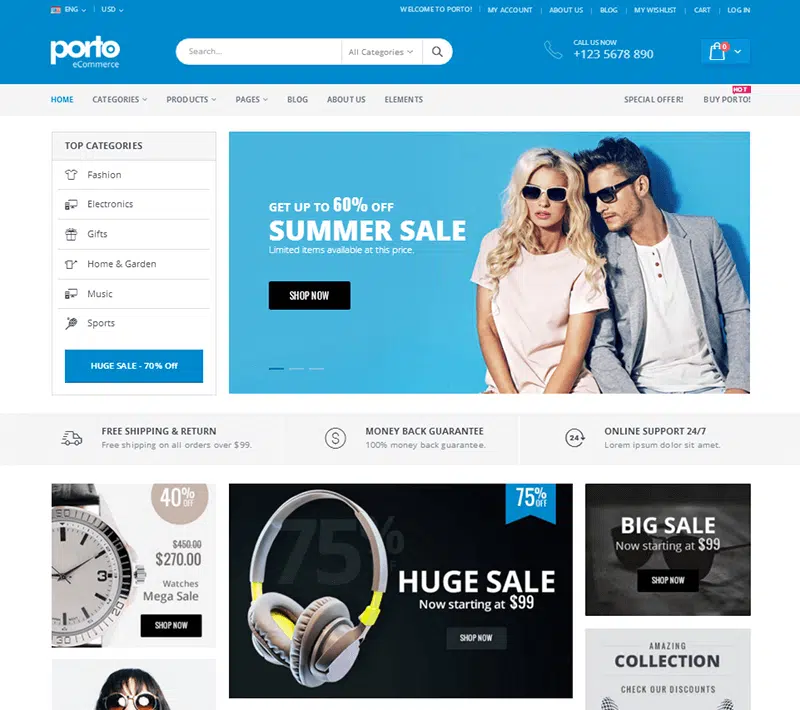 ENG
USD
WELCOME TO PORTO!
MY ACCOUNT
ABOUT US
BLOG
MY WISHLIST
CART
LOG IN
porto
eCommerce
Search...
All Categories
CALL US NOW
+123 5678 890
0
HOME
CATEGORIES
PRODUCTS
PAGES
BLOG
ABOUT US
ELEMENTS
SPECIAL OFFER!
HOT
BUY PORTO!
TOP CATEGORIES
Fashion
Electronics
Gifts
Home & Garden
Music
Sports
HUGE SALE - 70% Off
GET UP TO 60% OFF
SUMMER SALE
Limited items available at this price.
SHOP NOW
FREE SHIPPING & RETURN
Free shipping on all orders over $99.
MONEY BACK GUARANTEE
100% money back guarantee.
24
ONLINE SUPPORT 24/7
Lorem ipsum dolor sit amet.
40% OFF
$450.00
$270.00
Watches
Mega Sale
SHOP NOW
75% OFF
75%
HUGE SALE
Now starting at $99
SHOP NOW
BIG SALE
Now starting at $99
SHOP NOW
AMAZING
COLLECTION
CHECK OUR DISCOUNTS